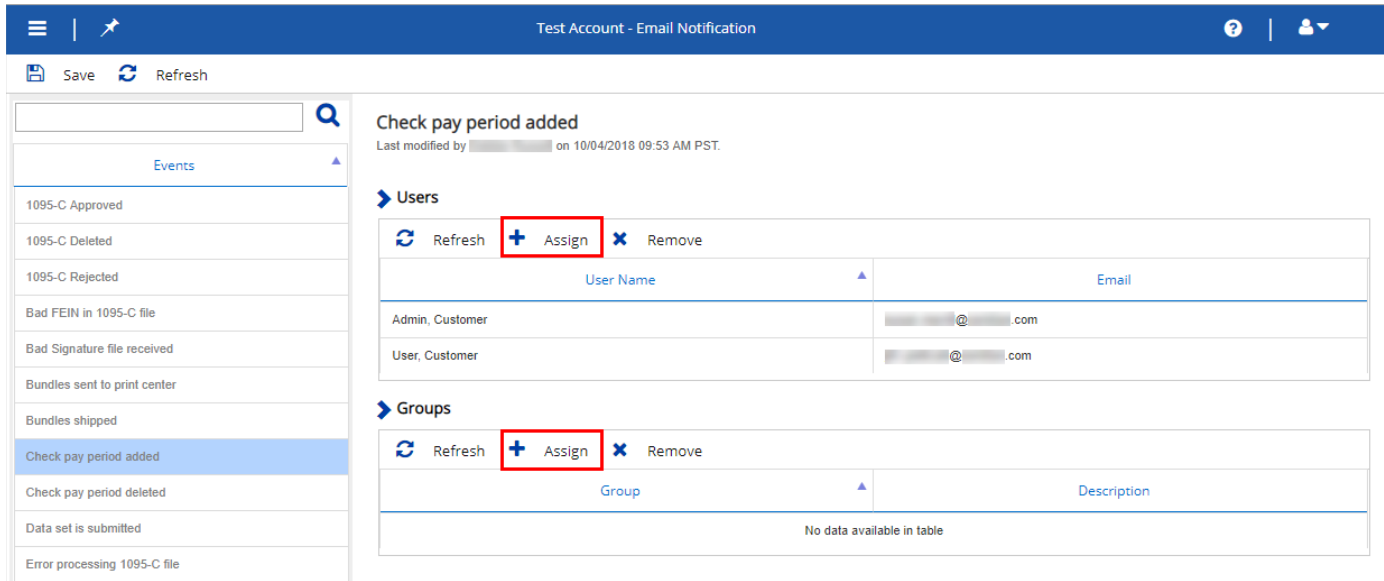 Test Account - Email Notification
Save Refresh
Events
1095-C Approved
1095-C Deleted
1095-C Rejected
Bad FEIN in 1095-C file
Bad Signature file received
Bundles sent to print center
Bundles shipped
Check pay period added
Check pay period deleted
Data set is submitted
Error processing 1095-C file
Check pay period added
Last modified by on 10/04/2018 09:53 AM PST.
Users
Refresh Assign Remove
User Name Email
Admin, Customer @ .com
User, Customer @ .com
Groups
Refresh Assign Remove
Group Description
No data available in table